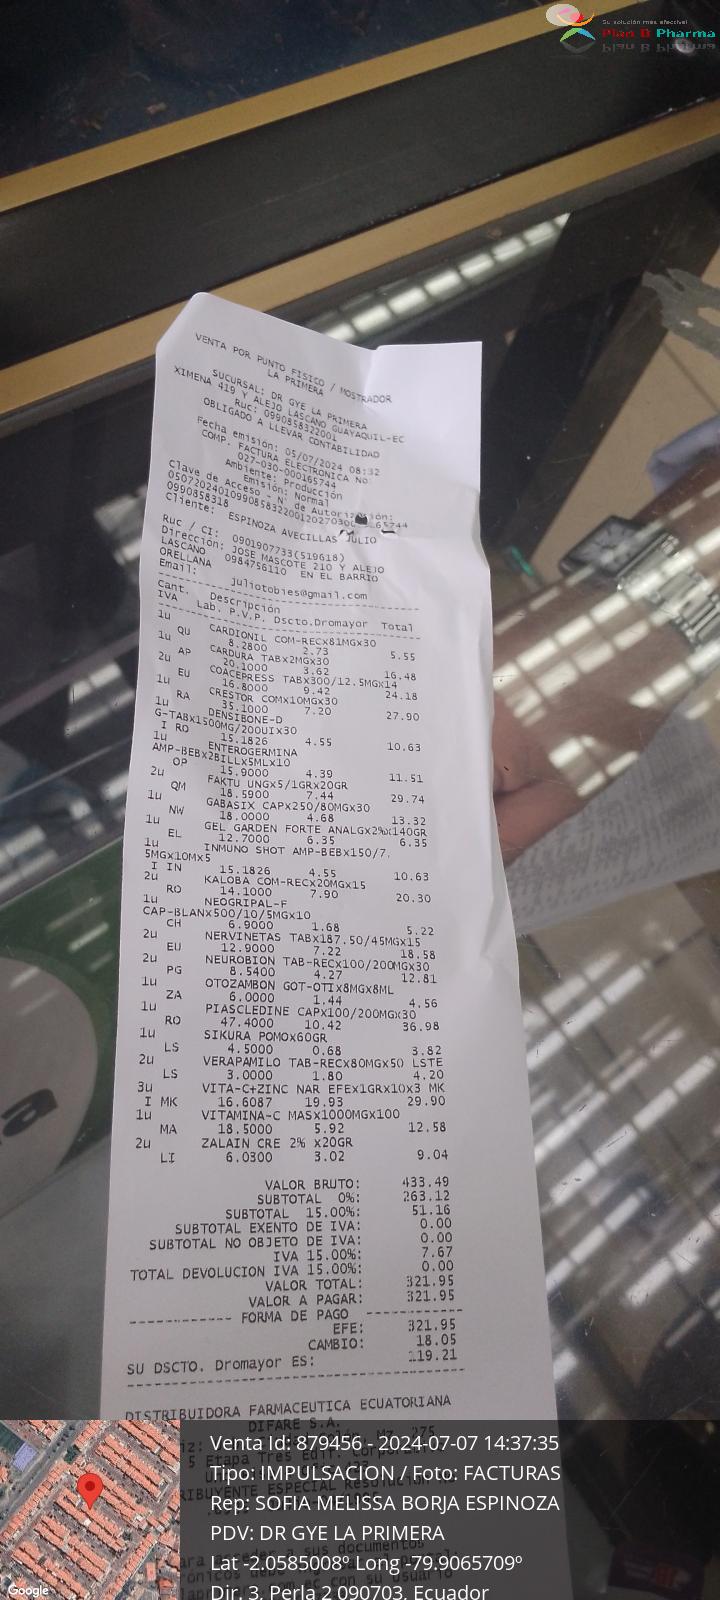 Su solución más efectiva!
Plan B Pharma
VENTA POR PUNTO FISICO / MOSTRADOR
LA PRIMERA
SUCURSAL: DR GYE LA PRIMERA
XIMENA 419 Y ALEJO LASCANO GUAYAQUIL-EC
Ruc: 0990858322001
OBLIGADO A LLEVAR CONTABILIDAD
Fecha emisión: 05/07/2024 08:32
COMP. FACTURA ELECTRONICA No:
027-030-000165744
Ambiente: Producción
Emisión: Normal
Clave de Acceso - N° de Autorización:
0990858318
Cliente: ESPINOZA AVECILLAS JULIO
Ruc / CI: 0901907733(519618)
Dirección: JOSE MASCOTE 210 Y ALEJO
LASCANO 0984756110 EN EL BARRIO
ORELLANA
Email: juliotobies@gmail.com
Cant. Descripción
IVA Lab. P.V.P. Dscto.Dromayor Total
1u CARDIONIL COM-RECx81MGx30
QU 8.2800 2.73 5.55
1u CARDURA TABx2MGx30
AP 20.1000 3.62 16.48
2u COACEPRESS TABx300/12.5MGx14
EU 16.8000 9.42 24.18
1u CRESTOR COMx10MGx30
RA 35.1000 7.20 27.90
1u DENSIBONE-D
G-TABx1500MG/200UIx30
I RO 15.1826 4.55 10.63
1u ENTEROGERMINA
AMP-BEBx2BILLx5MLx10
OP 15.9000 4.39 11.51
2u FAKTU UNGx5/1GRx20GR
QM 18.5900 7.44 29.74
1u GABASIX CAPx250/80MGx30
NW 18.0000 4.68 13.32
1u GEL GARDEN FORTE ANALGx2%x140GR
EL 12.7000 6.35 6.35
1u INMUNO SHOT AMP-BEBx150/7.
5MGx10Mx5
I IN 15.1826 4.55 10.63
2u KALOBA COM-RECx20MGx15
RO 14.1000 7.90 20.30
1u NEOGRIPAL-F
CAP-BLANx500/10/5MGx10
CH 6.9000 1.68 5.22
2u NERVINETAS TABx187.50/45MGx15
EU 12.9000 7.22 18.58
2u NEUROBION TAB-RECx100/200MGx30
PG 8.5400 4.27 12.81
1u OTOZAMBON GOT-OTIx8MGx8ML
ZA 6.0000 1.44 4.56
1u PIASCLEDINE CAPx100/200MGx30
RO 47.4000 10.42 36.98
1u SIKURA POMOx60GR
LS 4.5000 0.68 3.82
2u VERAPAMILO TAB-RECx80MGx50 LSTE
LS 3.0000 1.80 4.20
3u VITA-C+ZINC NAR EFEx1GRx10x3 MK
I MK 16.6087 19.93 29.90
1u VITAMINA-C MASx1000MGx100
MA 18.5000 5.92 12.58
2u ZALAIN CRE 2% x20GR
LI 6.0300 3.02 9.04
VALOR BRUTO: 433.49
SUBTOTAL 0%: 263.12
SUBTOTAL 15.00%: 51.16
SUBTOTAL EXENTO DE IVA: 0.00
SUBTOTAL NO OBJETO DE IVA: 0.00
IVA 15.00%: 7.67
TOTAL DEVOLUCION IVA 15.00%: 0.00
VALOR TOTAL: 321.95
VALOR A PAGAR: 321.95
FORMA DE PAGO
EFE: 321.95
CAMBIO: 18.05
SU DSCTO. Dromayor ES: 119.21
DISTRIBUIDORA FARMACEUTICA ECUATORIANA
DIFARE S.A.
Venta Id: 879456 - 2024-07-07 14:37:35
Tipo: IMPULSACION / Foto: FACTURAS
Rep: SOFIA MELISSA BORJA ESPINOZA
PDV: DR GYE LA PRIMERA
Lat -2.0585008º Long -79.9065709º
Dir. 3, Perla 2 090703, Ecuador
Google